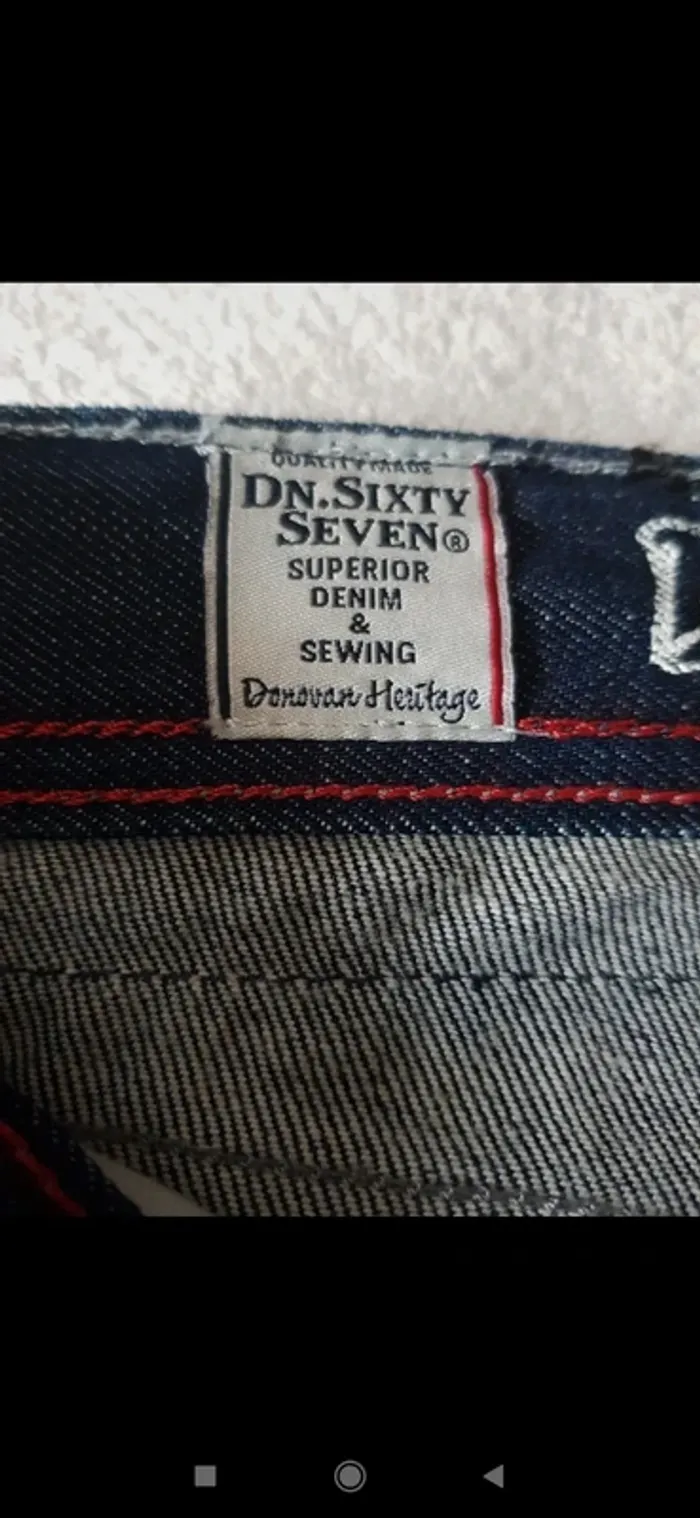 QUALITY MADE
DN.SIXTY
SEVEN®
SUPERIOR
DENIM
&
SEWING
Donovan Heritage